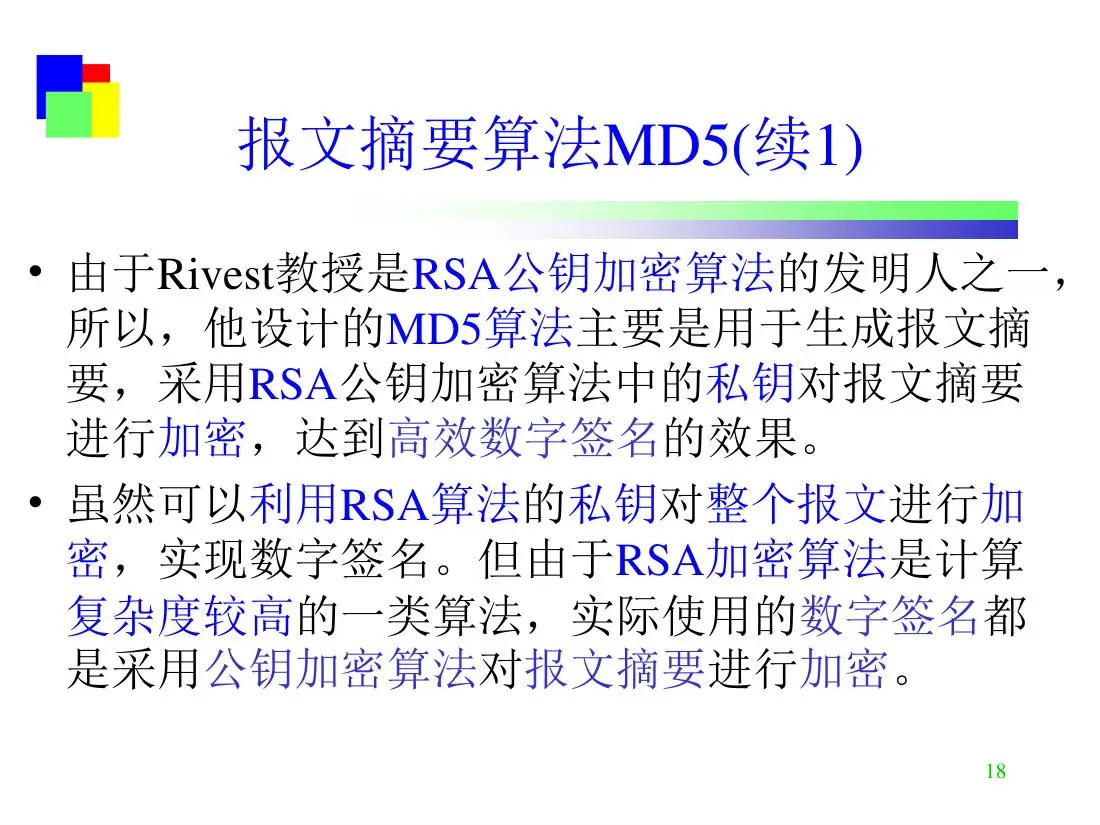 报文摘要算法MD5(续1)
• 由于Rivest教授是RSA公钥加密算法的发明人之一，
所以，他设计的MD5算法主要是用于生成报文摘
要，采用RSA公钥加密算法中的私钥对报文摘要
进行加密，达到高效数字签名的效果。
• 虽然可以利用RSA算法的私钥对整个报文进行加
密，实现数字签名。但由于RSA加密算法是计算
复杂度较高的一类算法，实际使用的数字签名都
是采用公钥加密算法对报文摘要进行加密。
18